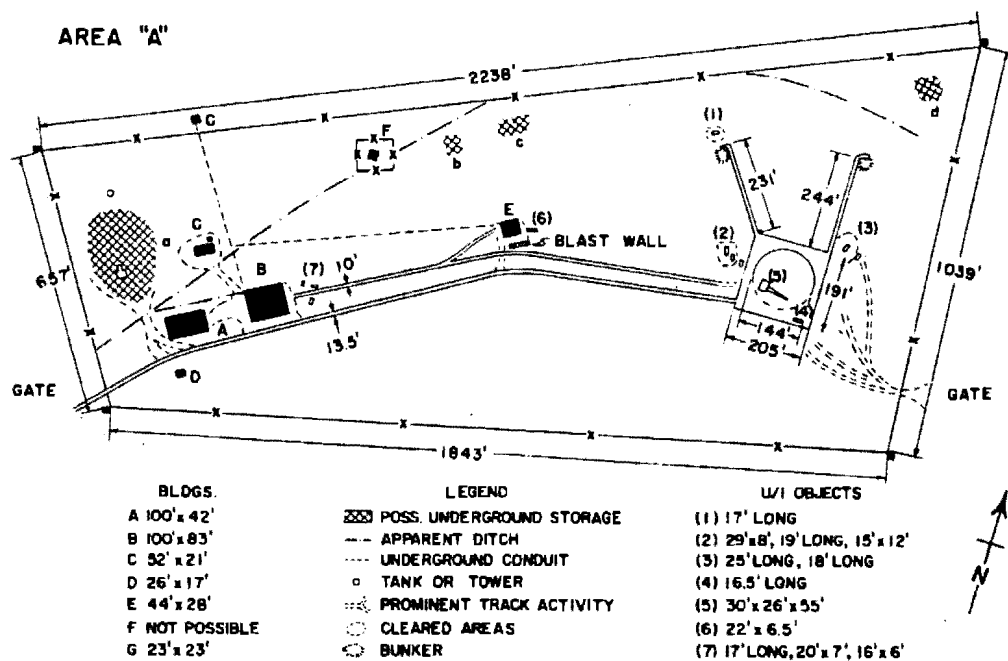 AREA "A"
2238'
G
F
(1)
d
c
b
231'
244'
657'
a
C
E
(6)
BLAST WALL
(2)
(3)
1039'
B
(7)
10'
(5)
191'
(4)
A
13.5'
144'
205'
D
GATE
GATE
1843'
BLDGS.
A 100' x 42'
B 100' x 83'
C 52' x 21'
D 26' x 17'
E 44' x 28'
F NOT POSSIBLE
G 23' x 23'
LEGEND
POSS. UNDERGROUND STORAGE
APPARENT DITCH
UNDERGROUND CONDUIT
TANK OR TOWER
PROMINENT TRACK ACTIVITY
CLEARED AREAS
BUNKER
U/I OBJECTS
(1) 17' LONG
(2) 29'x8', 19' LONG, 15' x 12'
(3) 25' LONG, 18' LONG
(4) 16.5' LONG
(5) 30' x 26' x 55'
(6) 22' x 6.5'
(7) 17' LONG, 20' x 7', 16' x 6'
N